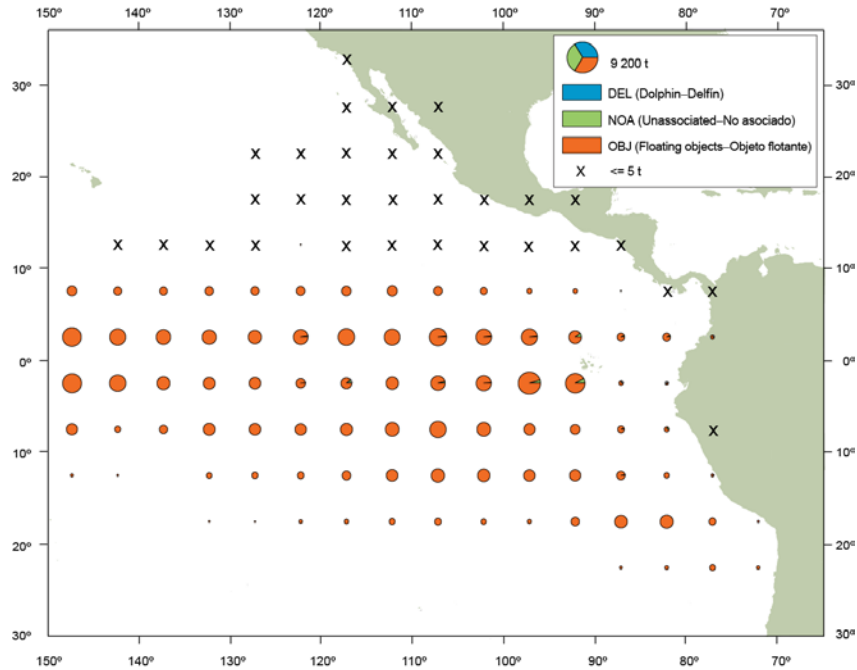 150º 140º 130º 120º 110º 100º 90º 80º 70º
30º 30º
9 200 t
DEL (Dolphin–Delfín)
NOA (Unassociated–No asociado)
OBJ (Floating objects–Objeto flotante)
X <= 5 t
20º 20º
10º 10º
0º 0º
10º 10º
20º 20º
30º 30º
150º 140º 130º 120º 110º 100º 90º 80º 70º